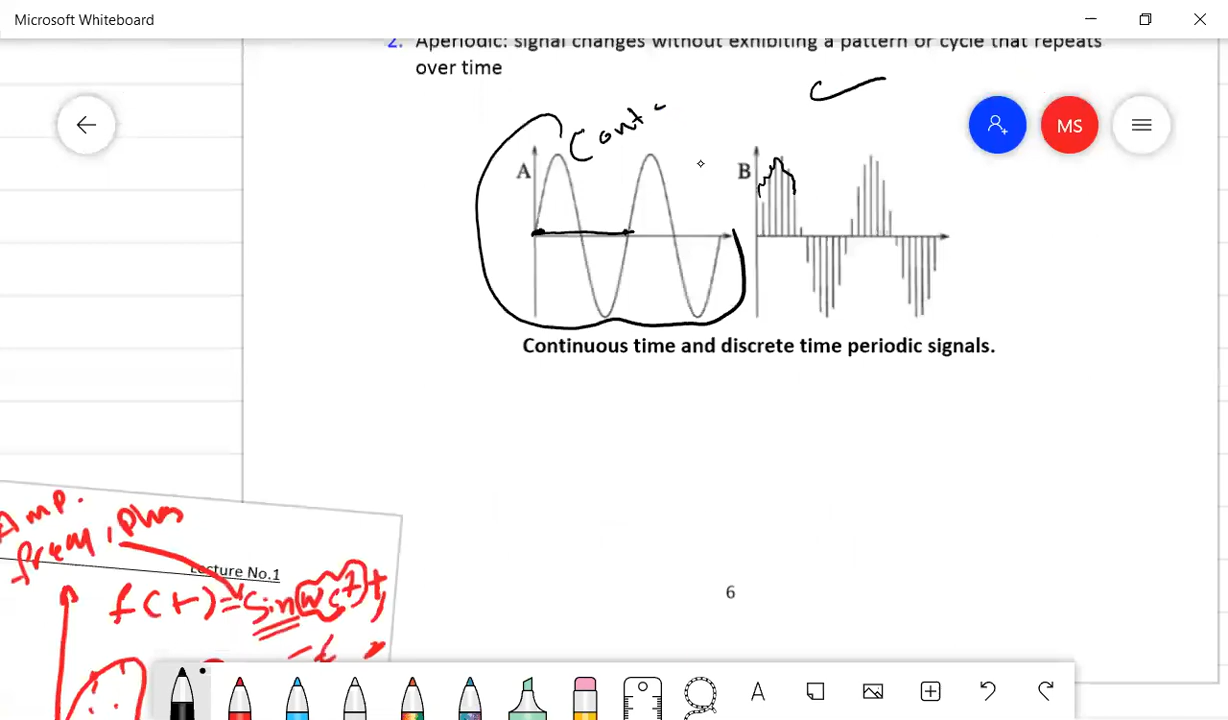 Microsoft Whiteboard
2. Aperiodic: signal changes without exhibiting a pattern or cycle that repeats
over time
Cont
MS
A
B
Continuous time and discrete time periodic signals.
Amp.
Lecture No.1
f(t)=Sin
6
A